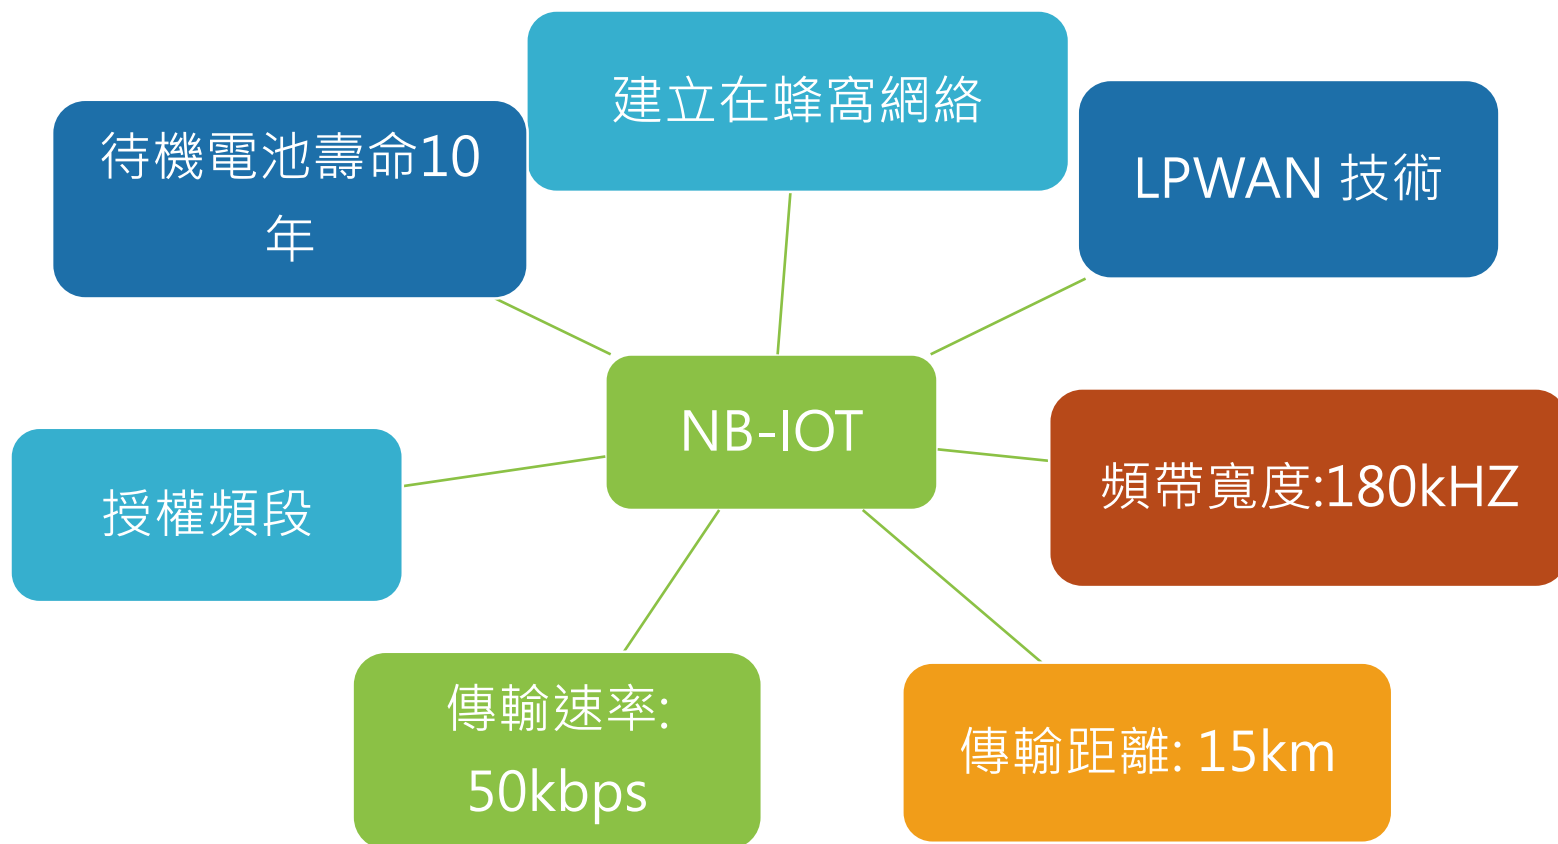 建立在蜂窩網絡
待機電池壽命10
年
LPWAN 技術
NB-IOT
頻帶寬度:180kHZ
授權頻段
傳輸速率:
50kbps
傳輸距離: 15km